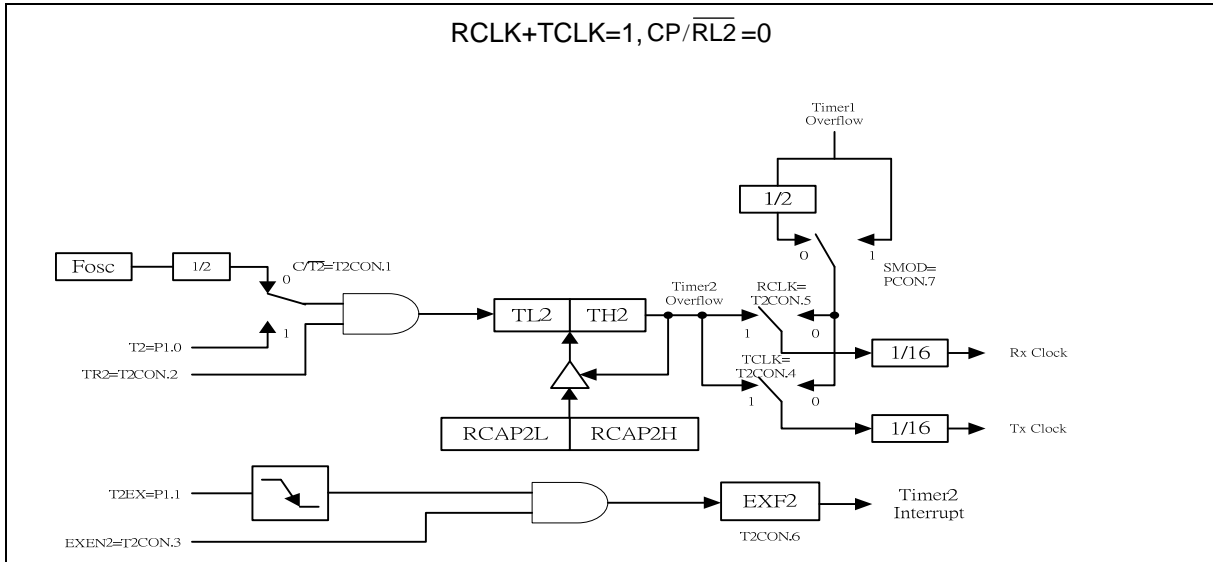 RCLK+TCLK=1, CP/R̅L̅2̅ =0
Timer1
Overflow
1/2
0
1
SMOD=
PCON.7
Fosc
1/2
C/T̅2̅=T2CON.1
0
1
T2=P1.0
TR2=T2CON.2
TL2
TH2
Timer2
Overflow
RCLK=
T2CON.5
1
0
1/16
Rx Clock
TCLK=
T2CON.4
1
0
1/16
Tx Clock
RCAP2L
RCAP2H
T2EX=P1.1
EXEN2=T2CON.3
EXF2
T2CON.6
Timer2
Interrupt